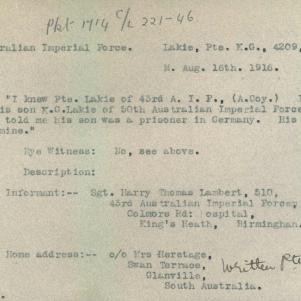 Pkt 1714 c/c 221-46
ralian Imperial Force. Lakie, Pte. K.G., 4209,
M. Aug. 16th. 1916.
"I knew Pte. Lakie of 43rd A. I. F., (A.Coy.)
is son K.G.Lakie of 50th Australian Imperial Force
told me his son was a prisoner in Germany. His
mine."
Eye Witness: No, see above.
Description:
Informant:-- Sgt. Harry Thomas Lambert, 510,
43rd Australian Imperial Force,
Colmore Rd: ospital,
King's Heath, Birmingham.
Home address:-- c/o Mrs Heretage,
Swan Terrace, Written
Glanville,
South Australia.